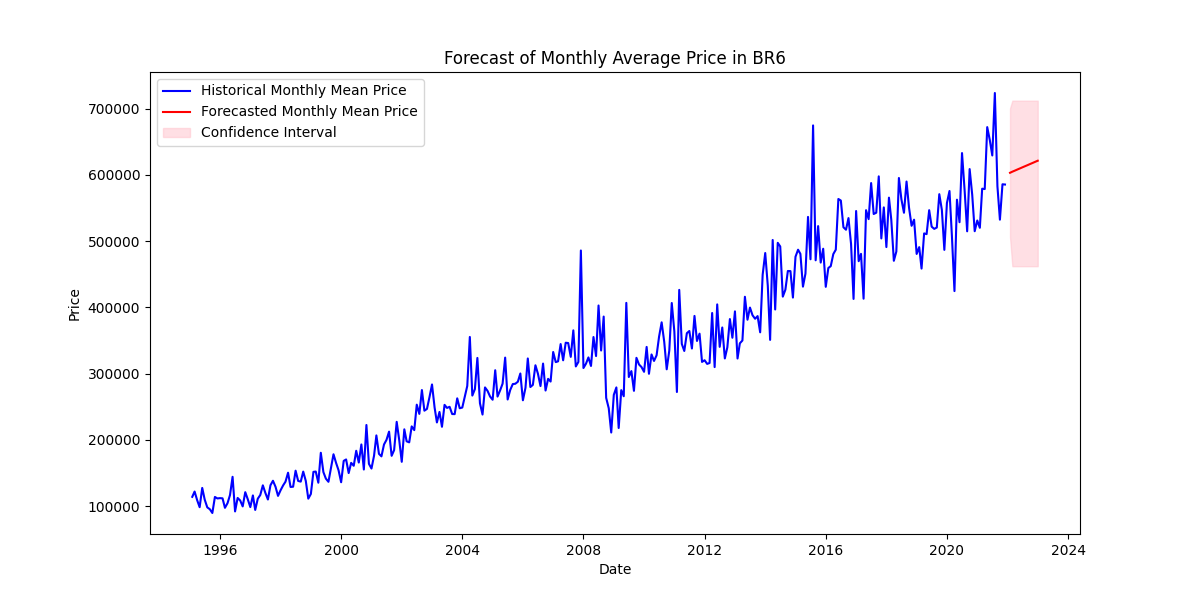 Forecast of Monthly Average Price in BR6
Historical Monthly Mean Price
Forecasted Monthly Mean Price
Confidence Interval
700000
600000
500000
400000
300000
200000
100000
Price
1996 2000 2004 2008 2012 2016 2020 2024
Date